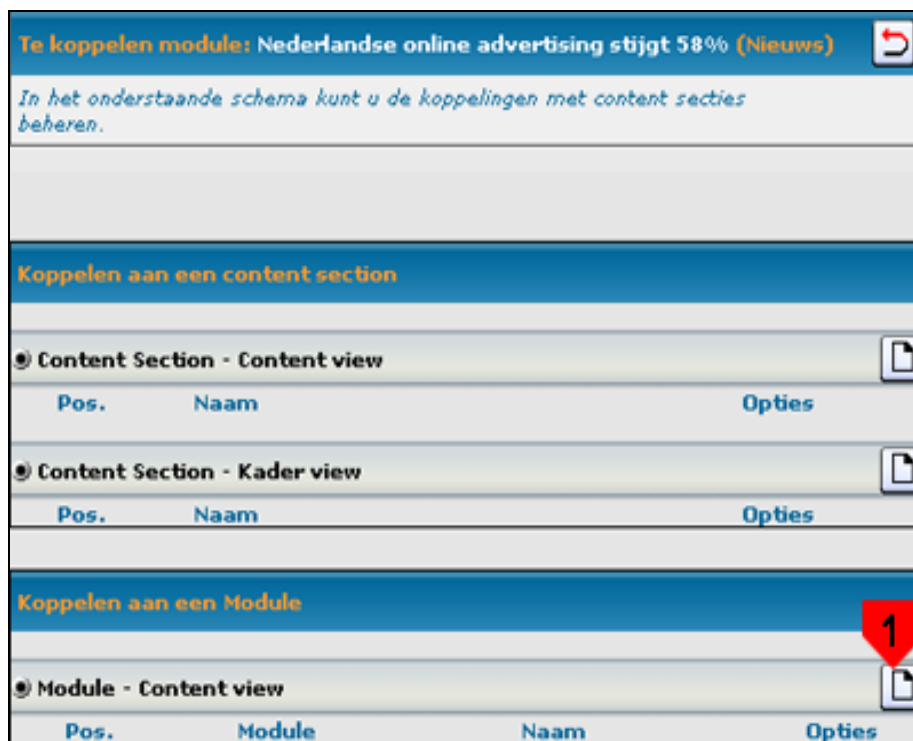 Te koppelen module: Nederlandse online advertising stijgt 58% (Nieuws)
In het onderstaande schema kunt u de koppelingen met content secties
beheren.
Koppelen aan een content section
Content Section - Content view
Pos. Naam Opties
Content Section - Kader view
Pos. Naam Opties
Koppelen aan een Module
1
Module - Content view
Pos. Module Naam Opties